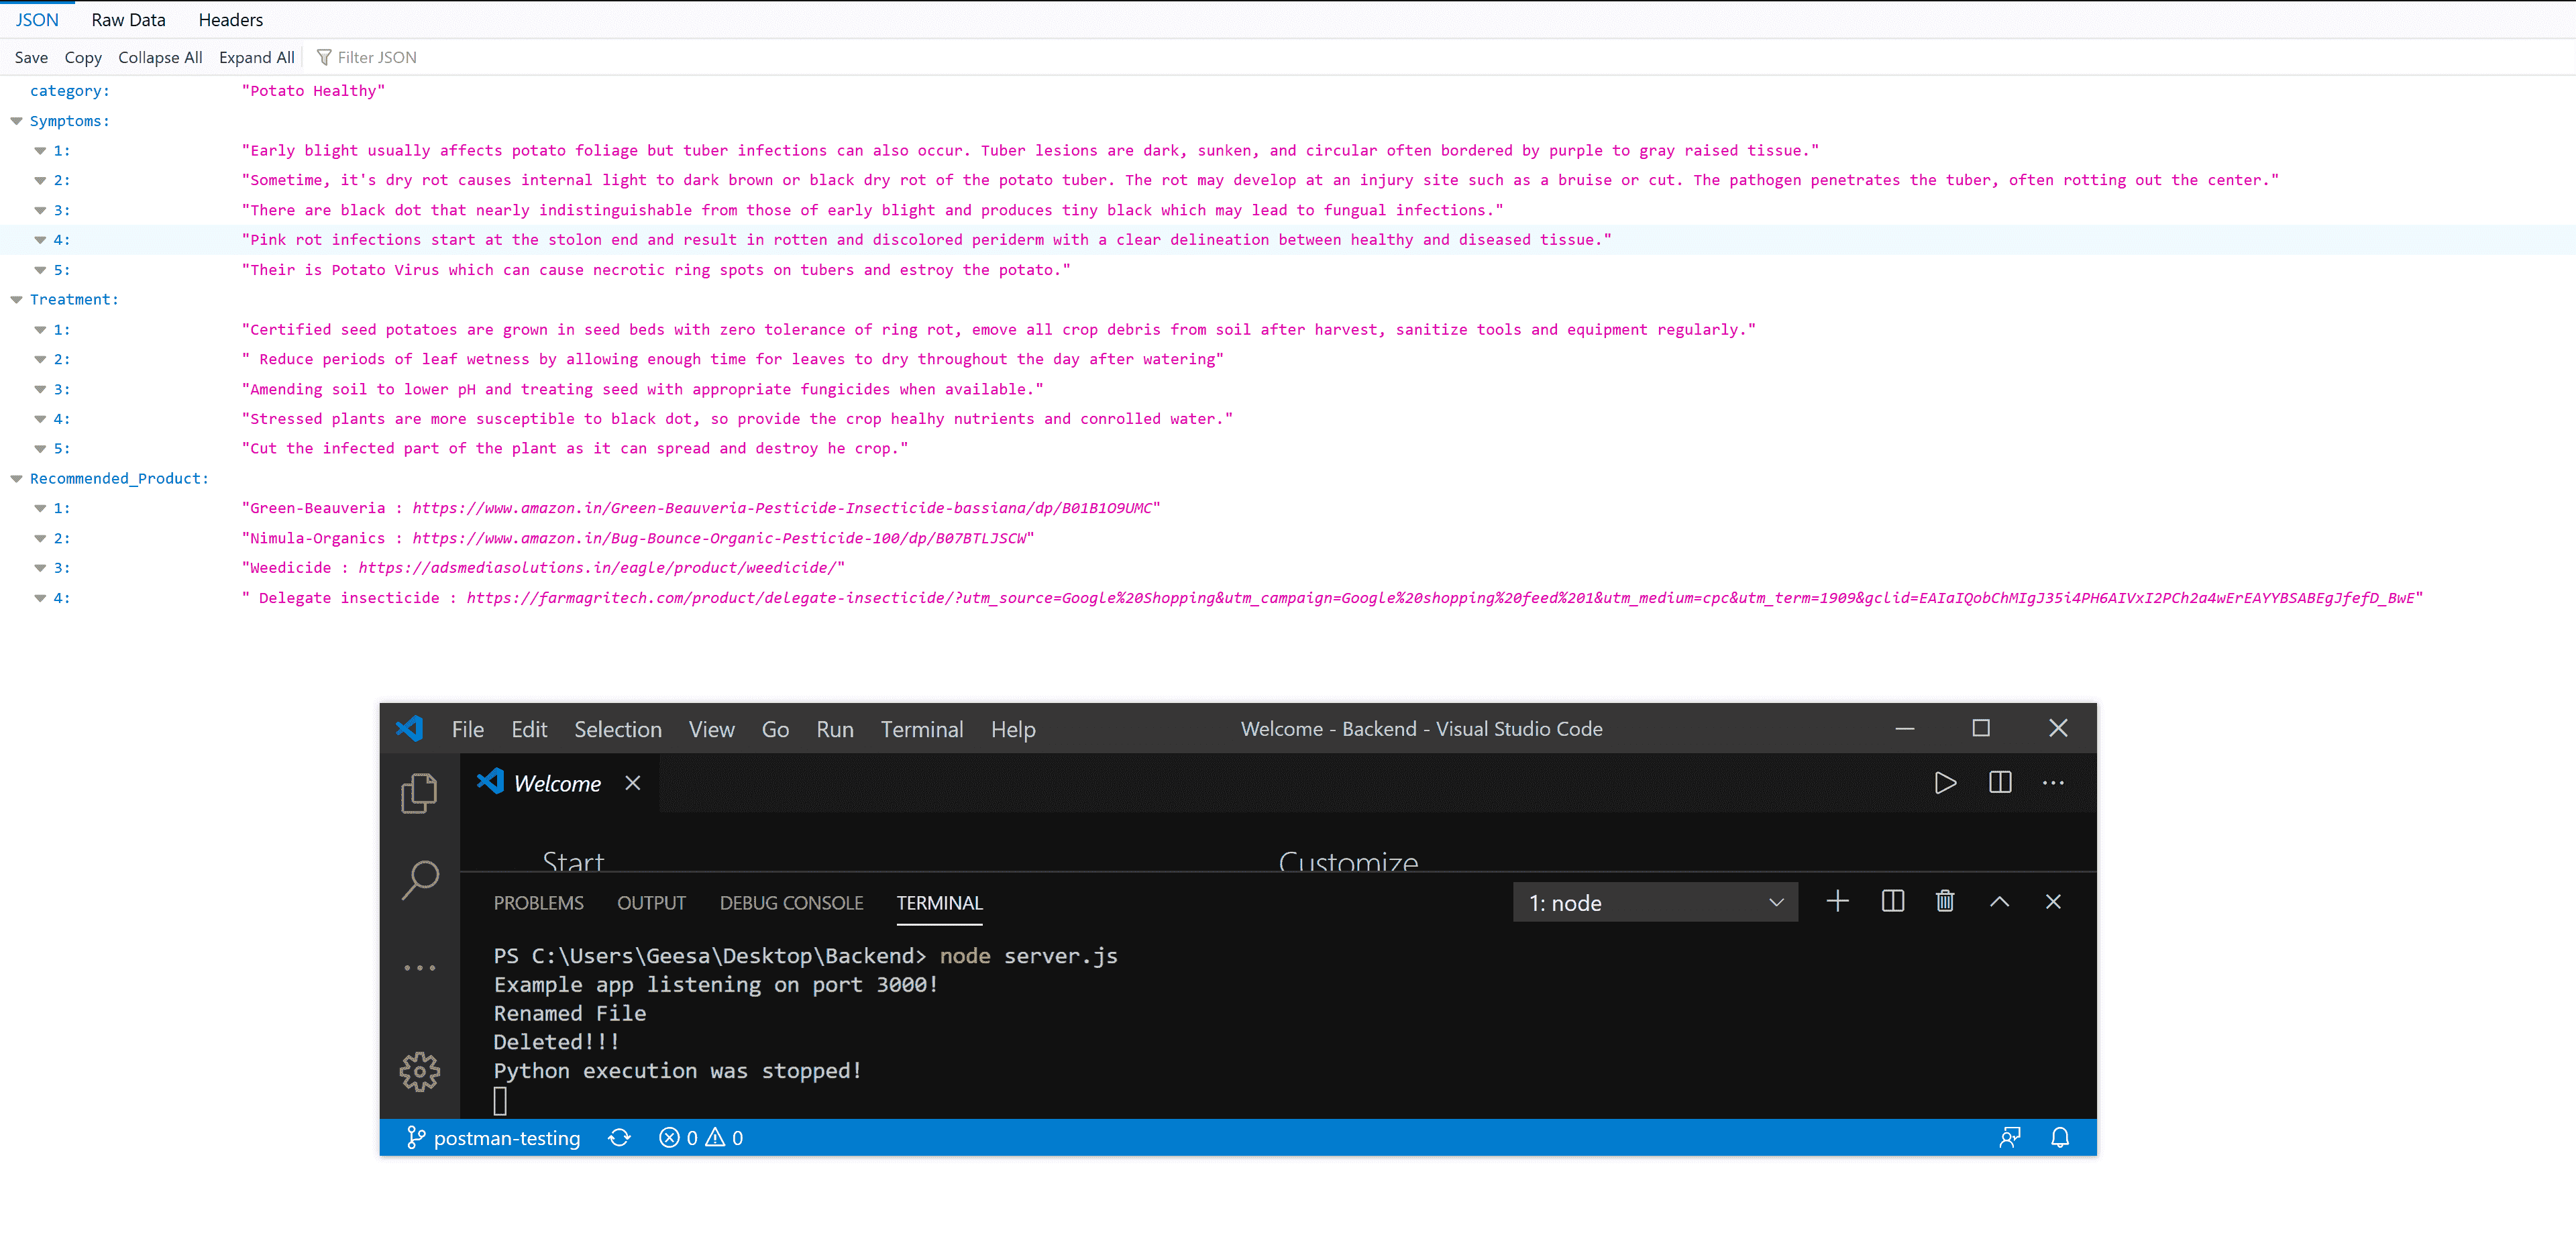 JSON Raw Data Headers
Save Copy Collapse All Expand All Filter JSON
category: "Potato Healthy"
Symptoms:
1: "Early blight usually affects potato foliage but tuber infections can also occur. Tuber lesions are dark, sunken, and circular often bordered by purple to gray raised tissue."
2: "Sometime, it's dry rot causes internal light to dark brown or black dry rot of the potato tuber. The rot may develop at an injury site such as a bruise or cut. The pathogen penetrates the tuber, often rotting out the center."
3: "There are black dot that nearly indistinguishable from those of early blight and produces tiny black which may lead to fungual infections."
4: "Pink rot infections start at the stolon end and result in rotten and discolored periderm with a clear delineation between healthy and diseased tissue."
5: "Their is Potato Virus which can cause necrotic ring spots on tubers and estroy the potato."
Treatment:
1: "Certified seed potatoes are grown in seed beds with zero tolerance of ring rot, emove all crop debris from soil after harvest, sanitize tools and equipment regularly."
2: " Reduce periods of leaf wetness by allowing enough time for leaves to dry throughout the day after watering"
3: "Amending soil to lower pH and treating seed with appropriate fungicides when available."
4: "Stressed plants are more susceptible to black dot, so provide the crop healhy nutrients and conrolled water."
5: "Cut the infected part of the plant as it can spread and destroy he crop."
Recommended_Product:
1: "Green-Beauveria : https://www.amazon.in/Green-Beauveria-Pesticide-Insecticide-bassiana/dp/B01B1O9UMC"
2: "Nimula-Organics : https://www.amazon.in/Bug-Bounce-Organic-Pesticide-100/dp/B07BTLJSCW"
3: "Weedicide : https://adsmediasolutions.in/eagle/product/weedicide/"
4: " Delegate insecticide : https://farmagritech.com/product/delegate-insecticide/?utm_source=Google%20Shopping&utm_campaign=Google%20shopping%20feed%201&utm_medium=cpc&utm_term=1909&gclid=EAIaIQobChMIgJ35i4PH6AIVxI2PCh2a4wErEAYYBSABEgJfefD_BwE"
File Edit Selection View Go Run Terminal Help Welcome - Backend - Visual Studio Code
Welcome
Start Customize
PROBLEMS OUTPUT DEBUG CONSOLE TERMINAL 1: node
PS C:\Users\Geesa\Desktop\Backend> node server.js
Example app listening on port 3000!
Renamed File
Deleted!!!
Python execution was stopped!
postman-testing 0 0